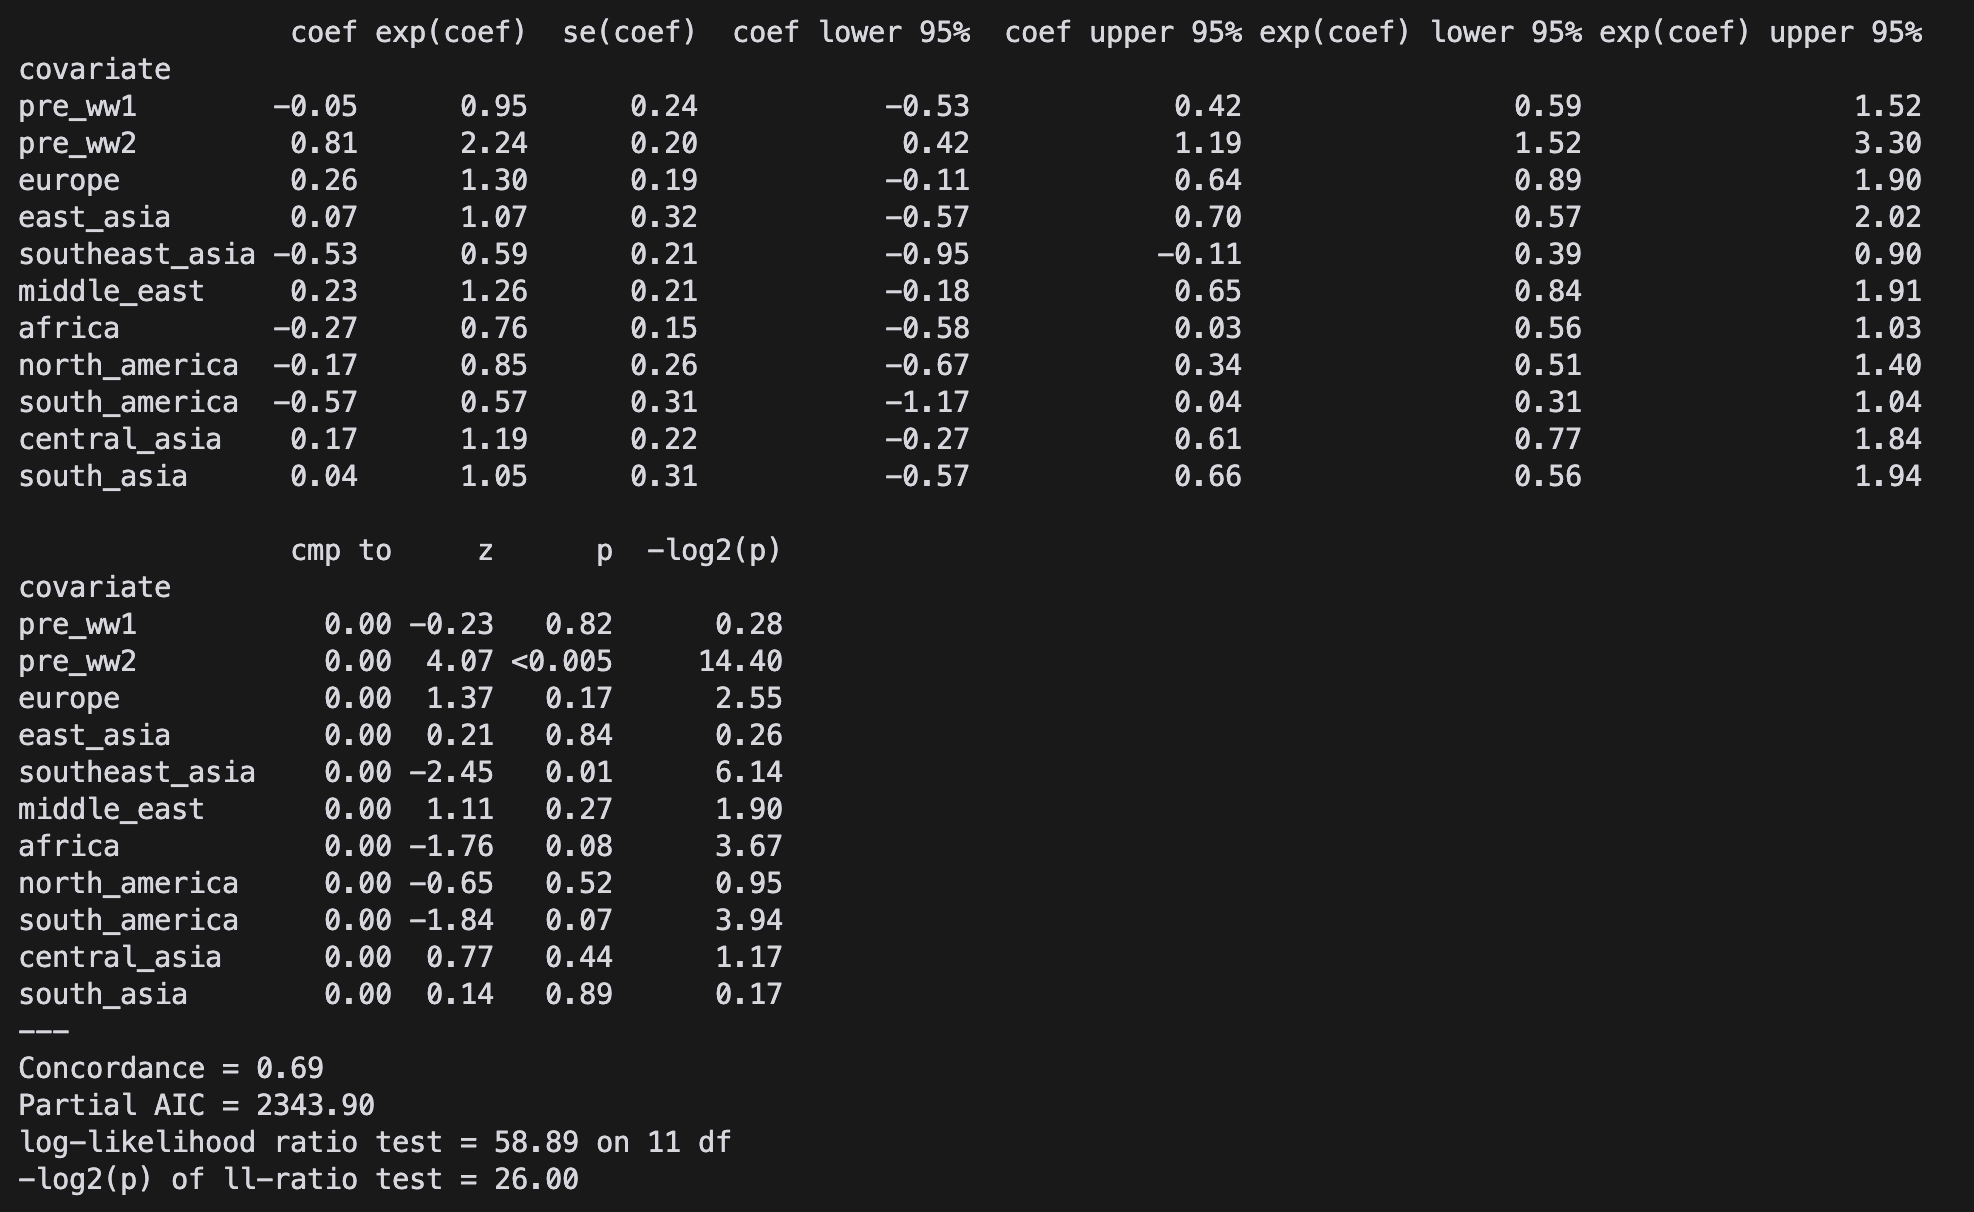 coef exp(coef) se(coef) coef lower 95% coef upper 95% exp(coef) lower 95% exp(coef) upper 95%
covariate
pre_ww1 −0.05 0.95 0.24 −0.53 0.42 0.59 1.52
pre_ww2 0.81 2.24 0.20 0.42 1.19 1.52 3.30
europe 0.26 1.30 0.19 −0.11 0.64 0.89 1.90
east_asia 0.07 1.07 0.32 −0.57 0.70 0.57 2.02
southeast_asia −0.53 0.59 0.21 −0.95 −0.11 0.39 0.90
middle_east 0.23 1.26 0.21 −0.18 0.65 0.84 1.91
africa −0.27 0.76 0.15 −0.58 0.03 0.56 1.03
north_america −0.17 0.85 0.26 −0.67 0.34 0.51 1.40
south_america −0.57 0.57 0.31 −1.17 0.04 0.31 1.04
central_asia 0.17 1.19 0.22 −0.27 0.61 0.77 1.84
south_asia 0.04 1.05 0.31 −0.57 0.66 0.56 1.94
cmp to z p −log2(p)
covariate
pre_ww1 0.00 −0.23 0.82 0.28
pre_ww2 0.00 4.07 <0.005 14.40
europe 0.00 1.37 0.17 2.55
east_asia 0.00 0.21 0.84 0.26
southeast_asia 0.00 −2.45 0.01 6.14
middle_east 0.00 1.11 0.27 1.90
africa 0.00 −1.76 0.08 3.67
north_america 0.00 −0.65 0.52 0.95
south_america 0.00 −1.84 0.07 3.94
central_asia 0.00 0.77 0.44 1.17
south_asia 0.00 0.14 0.89 0.17
---
Concordance = 0.69
Partial AIC = 2343.90
log-likelihood ratio test = 58.89 on 11 df
-log2(p) of ll-ratio test = 26.00